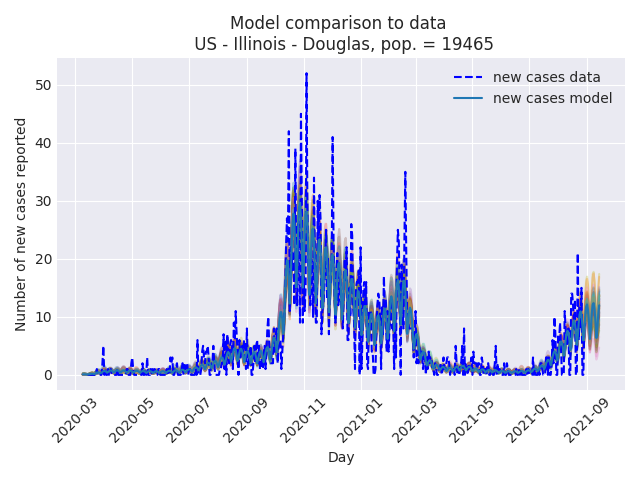 Model comparison to data
US - Illinois - Douglas, pop. = 19465
new cases data
new cases model
Number of new cases reported
50
40
30
20
10
0
2020-03
2020-05
2020-07
2020-09
2020-11
2021-01
2021-03
2021-05
2021-07
2021-09
Day